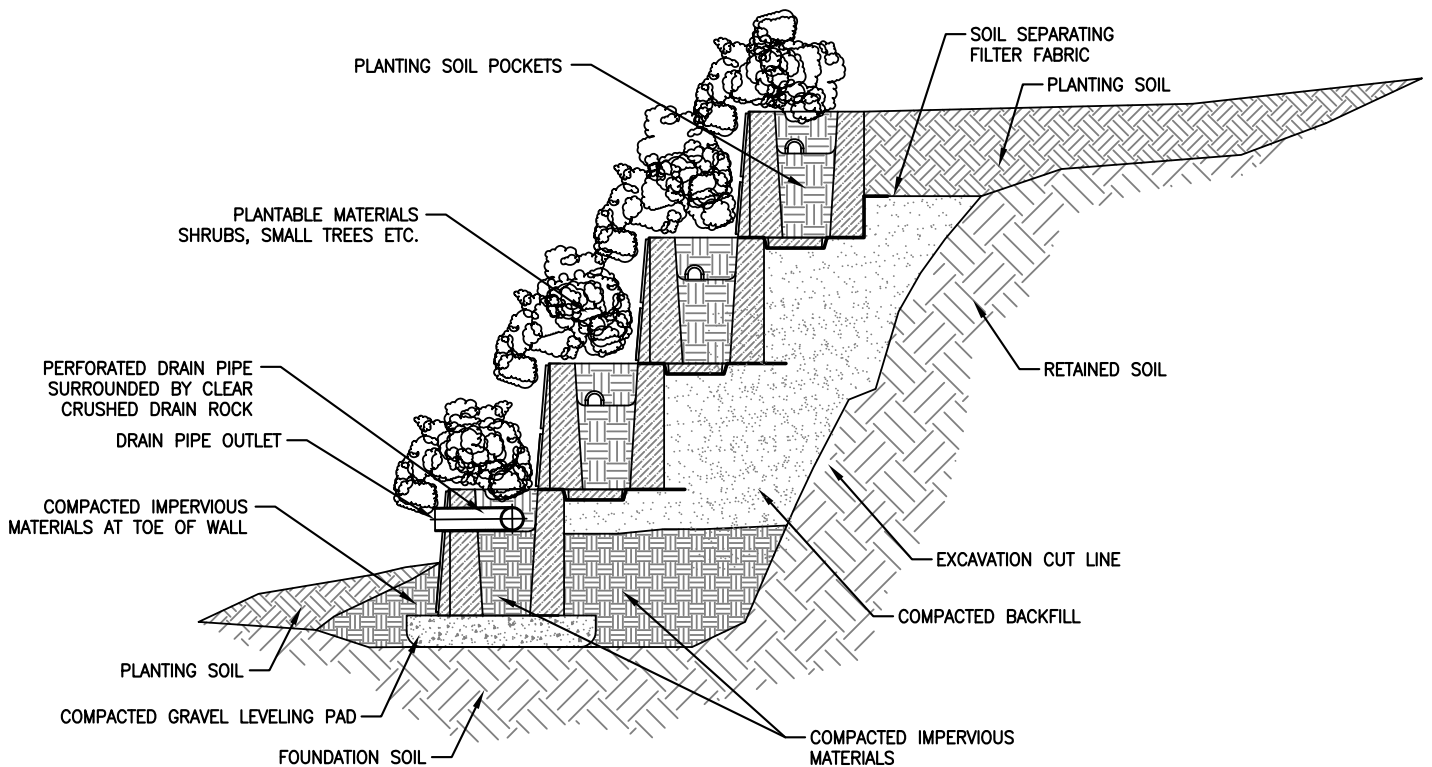 SOIL SEPARATING
FILTER FABRIC
PLANTING SOIL POCKETS
PLANTING SOIL
PLANTABLE MATERIALS
SHRUBS, SMALL TREES ETC.
PERFORATED DRAIN PIPE
SURROUNDED BY CLEAR
CRUSHED DRAIN ROCK
RETAINED SOIL
DRAIN PIPE OUTLET
COMPACTED IMPERVIOUS
MATERIALS AT TOE OF WALL
EXCAVATION CUT LINE
COMPACTED BACKFILL
PLANTING SOIL
COMPACTED GRAVEL LEVELING PAD
FOUNDATION SOIL
COMPACTED IMPERVIOUS
MATERIALS